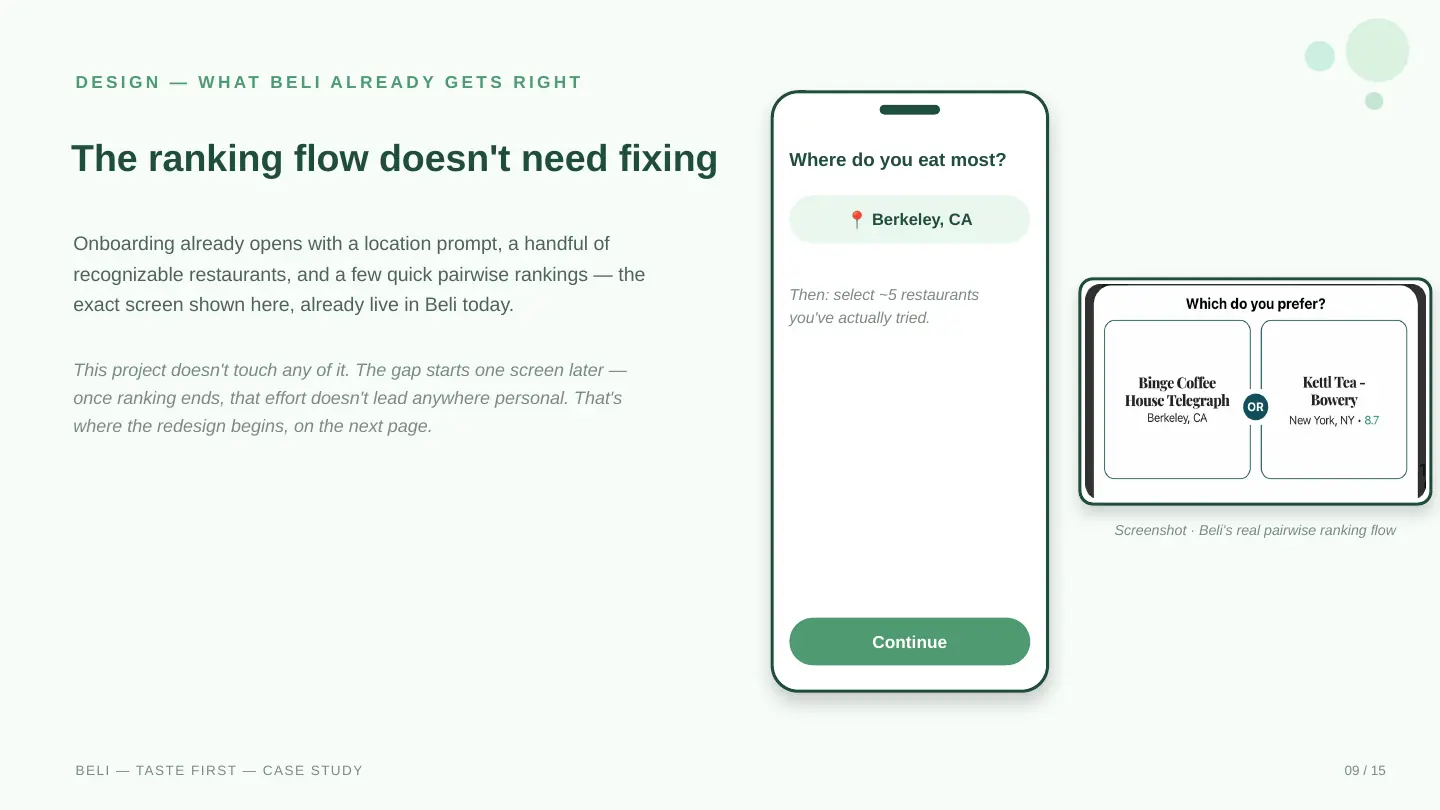 DESIGN — WHAT BELI ALREADY GETS RIGHT
The ranking flow doesn't need fixing
Onboarding already opens with a location prompt, a handful of
recognizable restaurants, and a few quick pairwise rankings — the
exact screen shown here, already live in Beli today.
This project doesn't touch any of it. The gap starts one screen later —
once ranking ends, that effort doesn't lead anywhere personal. That's
where the redesign begins, on the next page.
Where do you eat most?
📍 Berkeley, CA
Then: select ~5 restaurants
you've actually tried.
Continue
Which do you prefer?
Binge Coffee
House Telegraph
Berkeley, CA
OR
Kettl Tea -
Bowery
New York, NY • 8.7
Screenshot · Beli's real pairwise ranking flow
BELI — TASTE FIRST — CASE STUDY
09 / 15